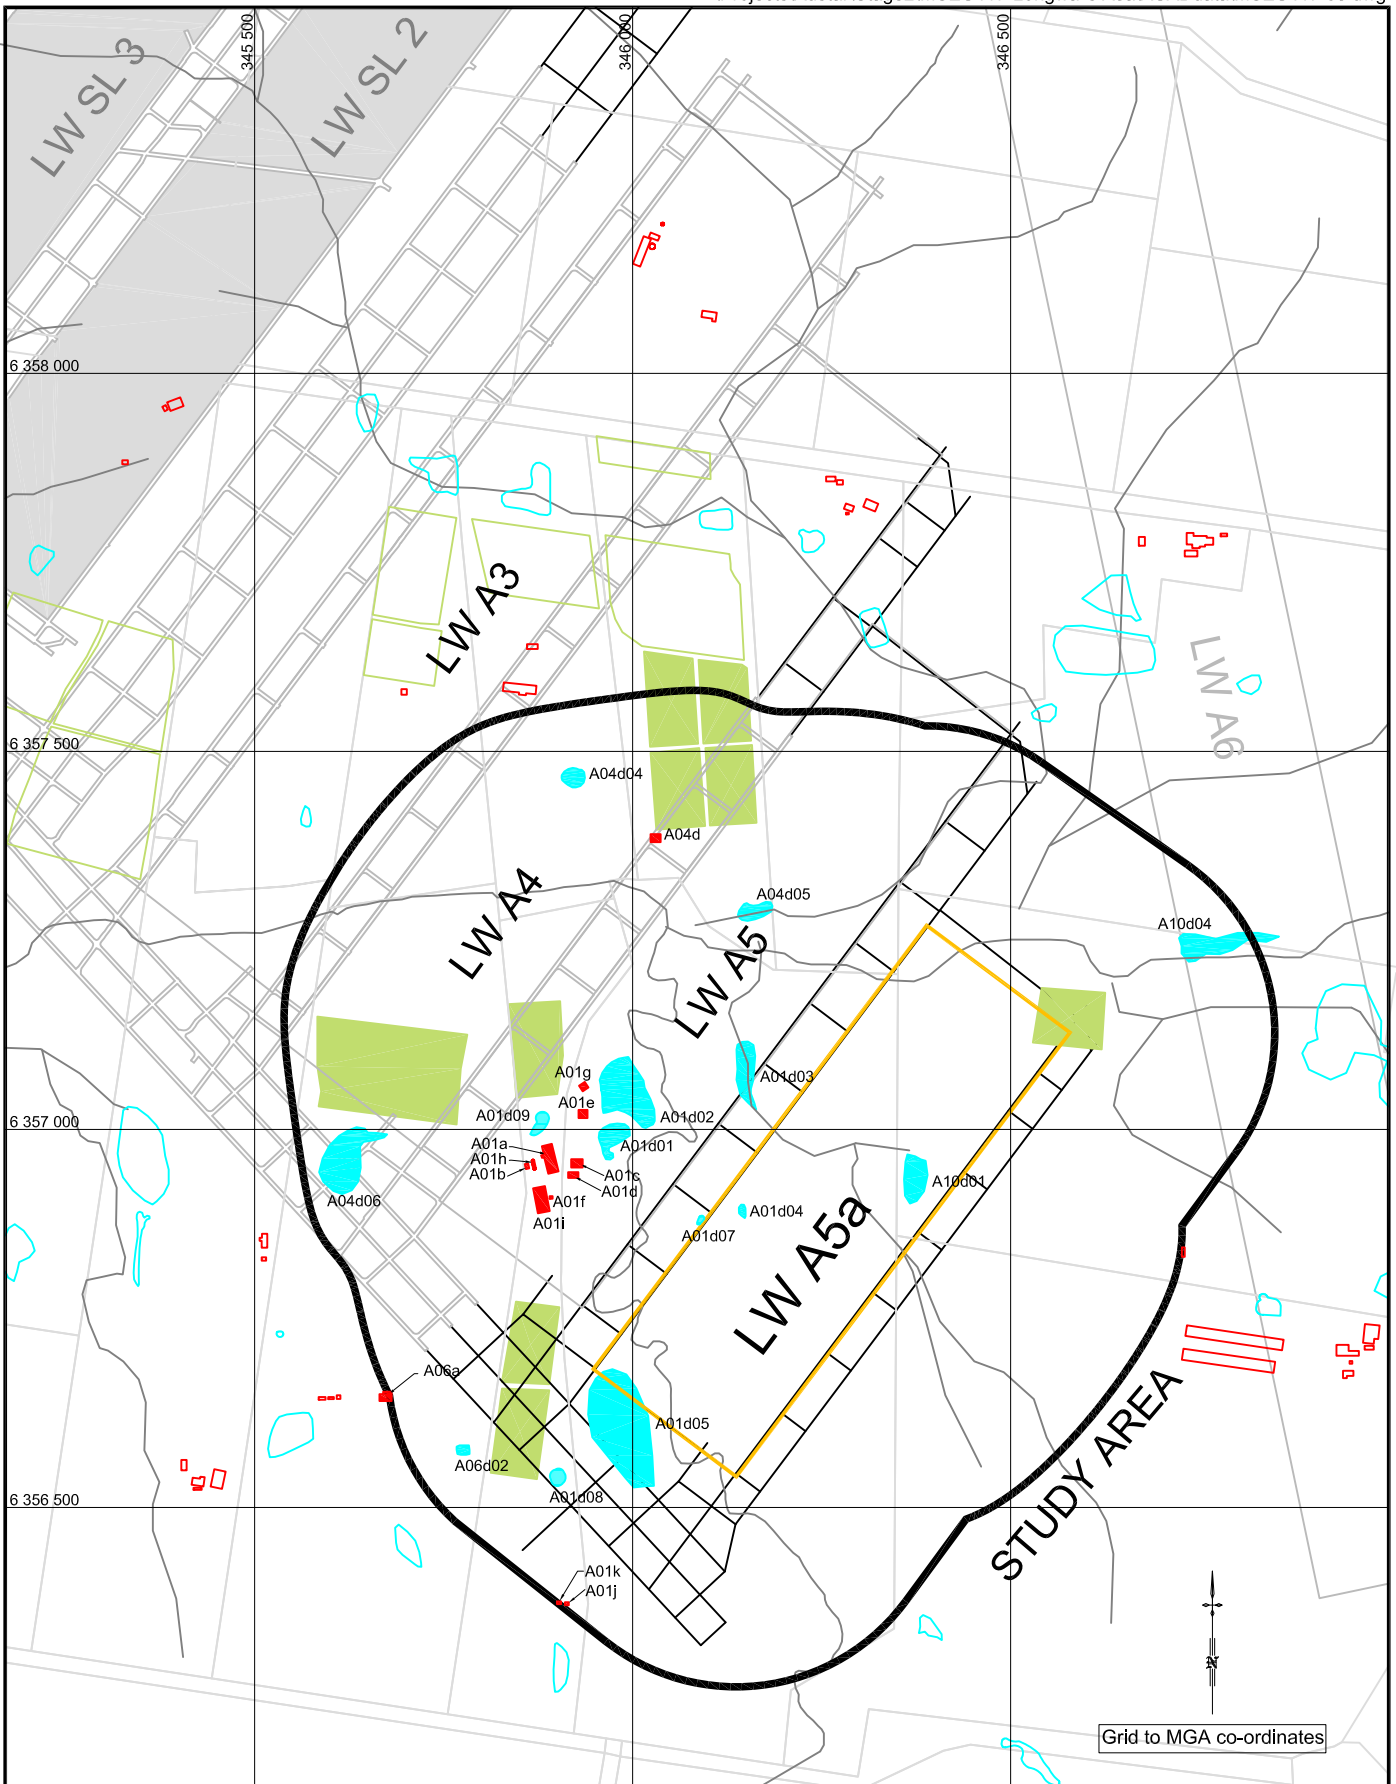 345 500
346 000
346 500
LW SL 3
LW SL 2
6 358 000
LW A3
LW A6
6 357 500
A04d04
A04d
LW A4
A04d05
LW A5
A10d04
A01g
A01d03
A01e
A01d09
A01d02
6 357 000
A01a
A01d01
A01h
A01b
A01c
A01d
A10d01
A04d06
A01f
A01i
A01d04
A01d07
LW A5a
A06a
A01d05
STUDY AREA
A06d02
A01d08
6 356 500
A01k
A01j
N
Grid to MGA co-ordinates